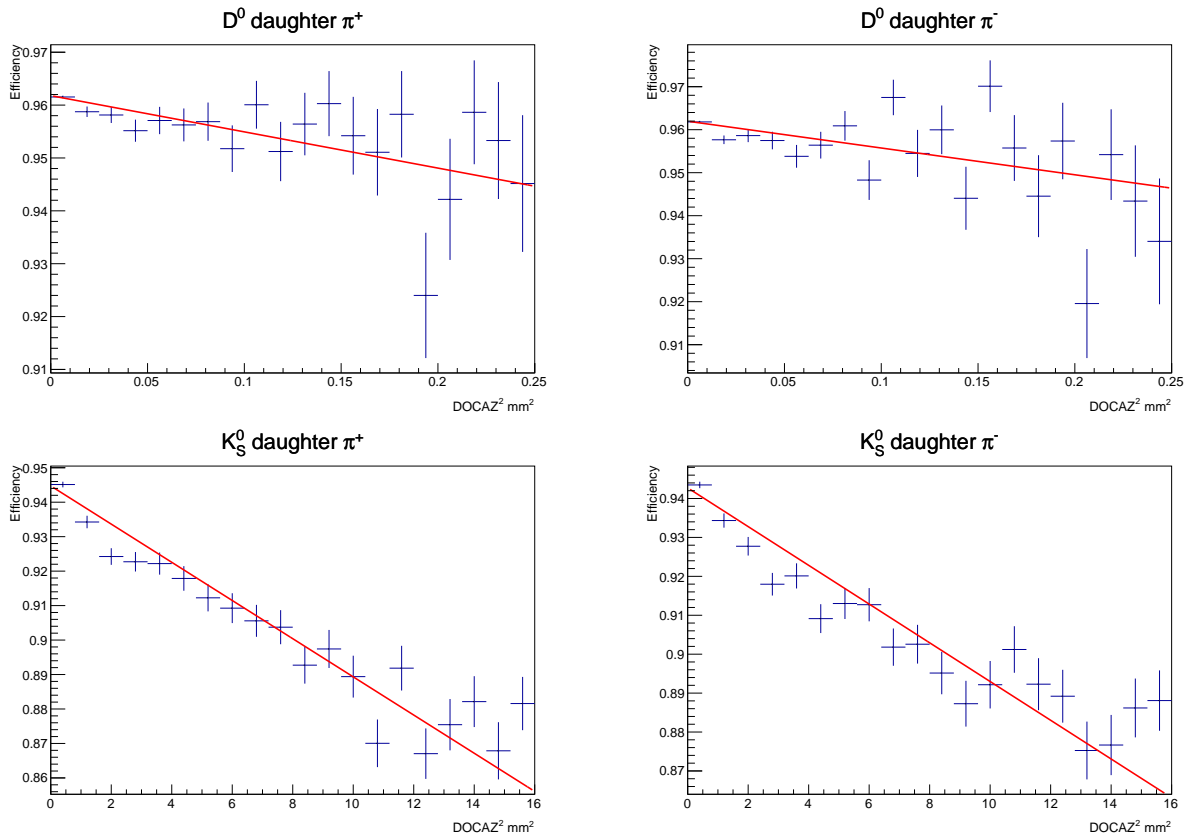 D⁰ daughter π⁺
Efficiency
0.97
0.96
0.95
0.94
0.93
0.92
0.91
0 0.05 0.1 0.15 0.2 0.25
DOCAZ² mm²
D⁰ daughter π⁻
Efficiency
0.97
0.96
0.95
0.94
0.93
0.92
0.91
0 0.05 0.1 0.15 0.2 0.25
DOCAZ² mm²
K⁰_S daughter π⁺
Efficiency
0.95
0.94
0.93
0.92
0.91
0.9
0.89
0.88
0.87
0.86
0 2 4 6 8 10 12 14 16
DOCAZ² mm²
K⁰_S daughter π⁻
Efficiency
0.94
0.93
0.92
0.91
0.9
0.89
0.88
0.87
0 2 4 6 8 10 12 14 16
DOCAZ² mm²